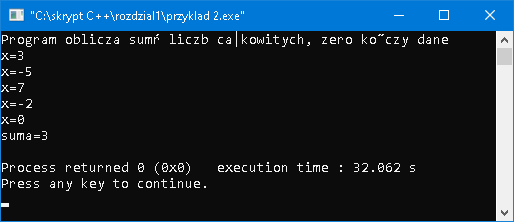 "C:\skrypt C++\rozdzial1\przyklad 2.exe"
Program oblicza sumŕ liczb ca│kowitych, zero ko˝czy dane
x=3
x=-5
x=7
x=-2
x=0
suma=3
Process returned 0 (0x0)   execution time : 32.062 s
Press any key to continue.